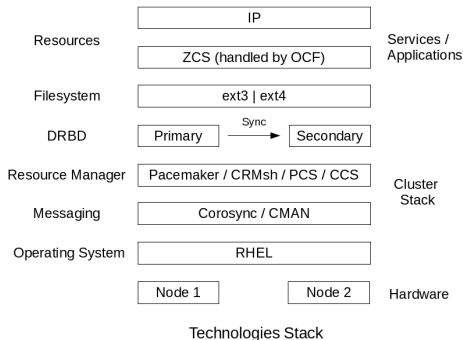 IP
Resources
Services /
Applications
ZCS (handled by OCF)
Filesystem
ext3 | ext4
Sync
DRBD
Primary
Secondary
Resource Manager
Pacemaker / CRMsh / PCS / CCS
Cluster
Stack
Messaging
Corosync / CMAN
Operating System
RHEL
Node 1
Node 2
Hardware
Technologies Stack